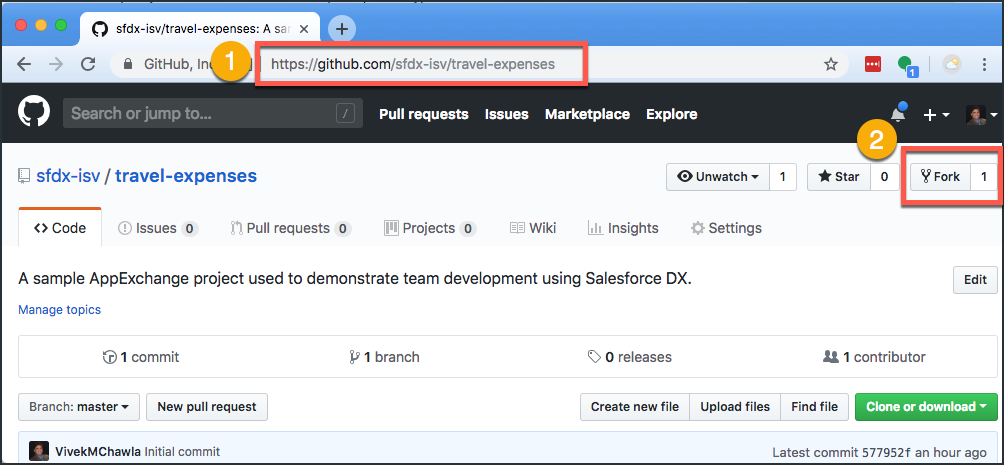 sfdx-isv/travel-expenses: A sa
1
GitHub, In https://github.com/sfdx-isv/travel-expenses 1
Search or jump to... / Pull requests Issues Marketplace Explore
2
sfdx-isv / travel-expenses Unwatch 1 Star 0 Fork 1
Code Issues 0 Pull requests 0 Projects 0 Wiki Insights Settings
A sample AppExchange project used to demonstrate team development using Salesforce DX. Edit
Manage topics
1 commit 1 branch 0 releases 1 contributor
Branch: master New pull request Create new file Upload files Find file Clone or download
VivekMChawla Initial commit Latest commit 577952f an hour ago